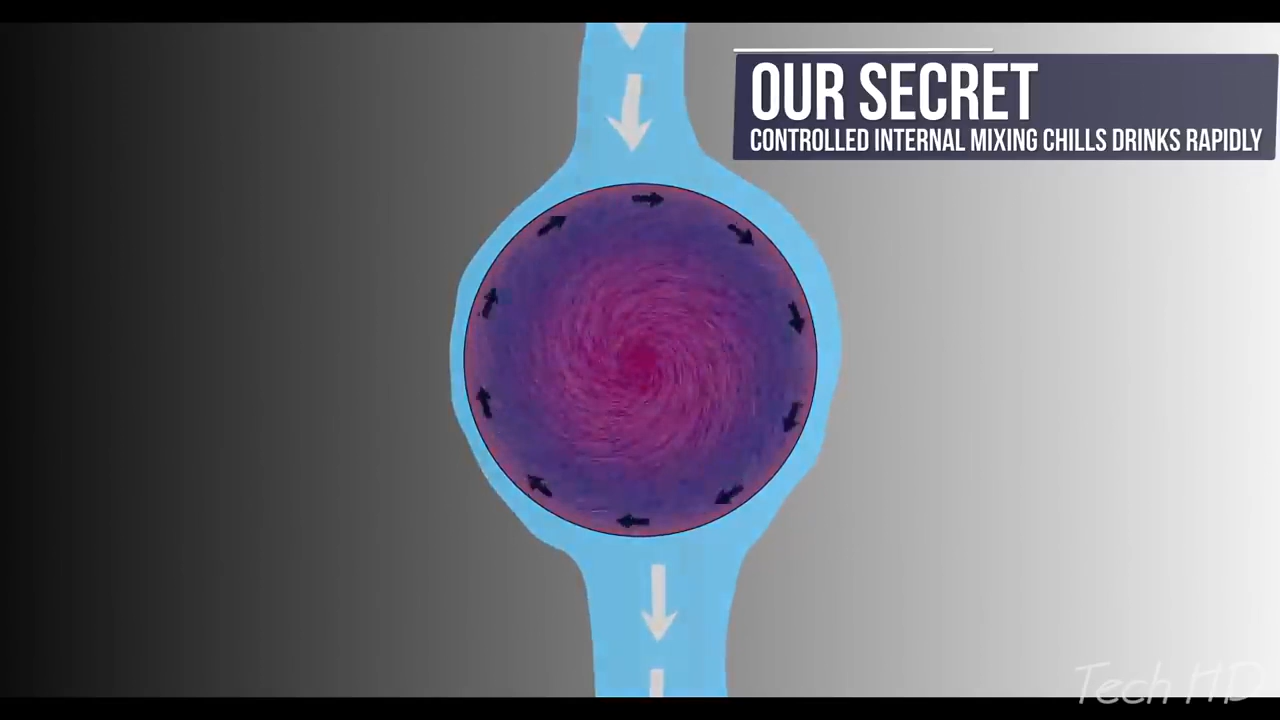 OUR SECRET
CONTROLLED INTERNAL MIXING CHILLS DRINKS RAPIDLY
Tech HD